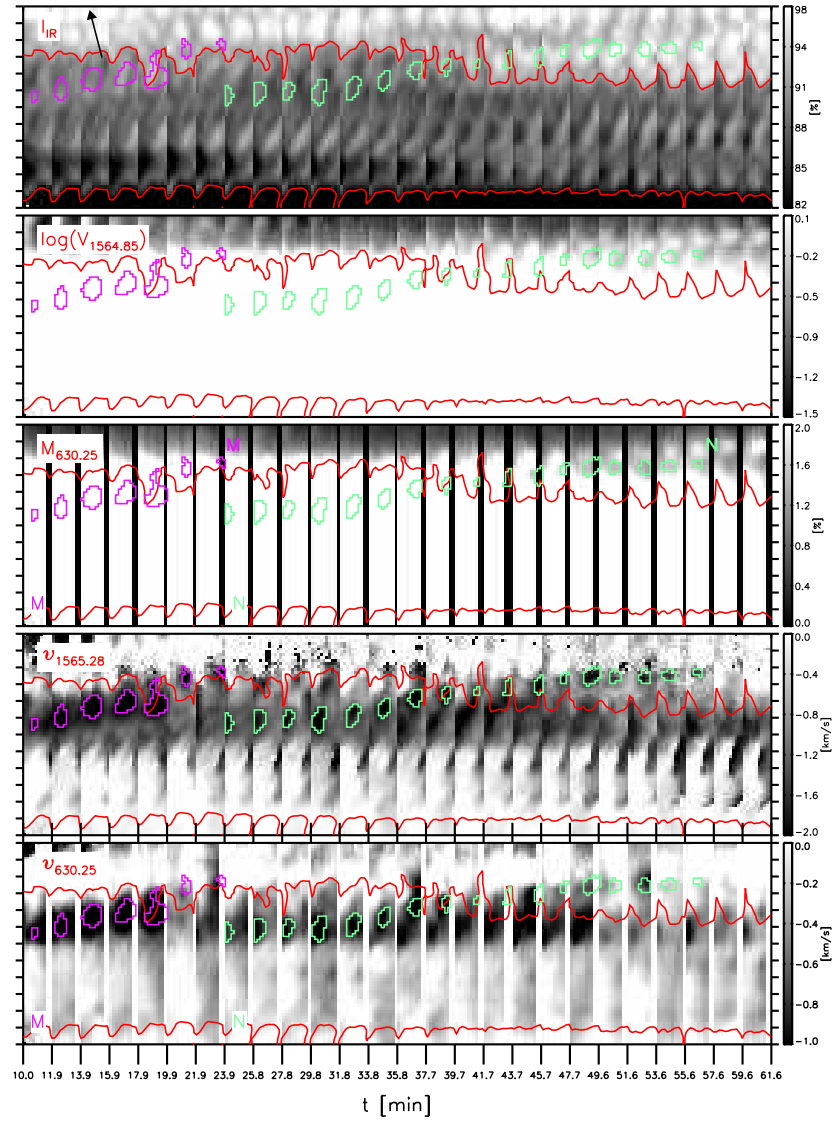 I_IR
98
94
91
88
85
82
[%]
log(V_1564.85)
0.1
−0.2
−0.5
−0.9
−1.2
−1.5
M_630.25
M
N
M
N
2.0
1.6
1.2
0.8
0.4
0.0
[%]
υ_1565.28
0.0
−0.4
−0.8
−1.2
−1.6
−2.0
[km/s]
υ_630.25
M
N
0.0
−0.2
−0.4
−0.6
−0.8
−1.0
[km/s]
10.0 11.9 13.9 15.9 17.9 19.9 21.9 23.9 25.8 27.8 29.8 31.8 33.8 35.8 37.7 39.7 41.7 43.7 45.7 47.7 49.6 51.6 53.6 55.6 57.6 59.6 61.6
t [min]